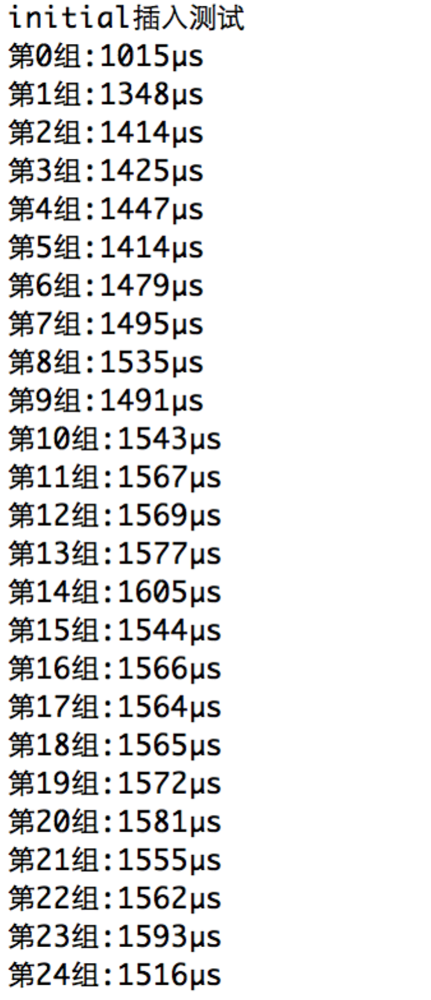 initial插入测试
第0组:1015μs
第1组:1348μs
第2组:1414μs
第3组:1425μs
第4组:1447μs
第5组:1414μs
第6组:1479μs
第7组:1495μs
第8组:1535μs
第9组:1491μs
第10组:1543μs
第11组:1567μs
第12组:1569μs
第13组:1577μs
第14组:1605μs
第15组:1544μs
第16组:1566μs
第17组:1564μs
第18组:1565μs
第19组:1572μs
第20组:1581μs
第21组:1555μs
第22组:1562μs
第23组:1593μs
第24组:1516μs